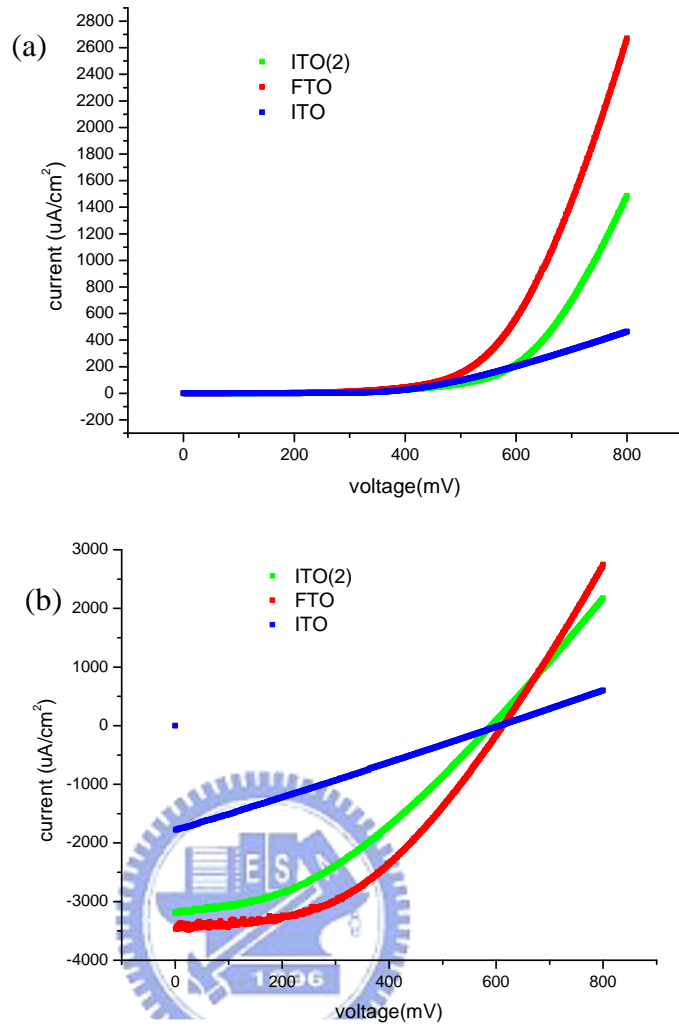 (a)
ITO(2)
FTO
ITO
2800
2600
2400
2200
2000
1800
1600
1400
1200
1000
800
600
400
200
0
-200
current (uA/cm²)
0 200 400 600 800
voltage(mV)
(b)
ITO(2)
FTO
ITO
3000
2000
1000
0
-1000
-2000
-3000
-4000
current (uA/cm²)
E S
1896
0 200 400 600 800
voltage(mV)